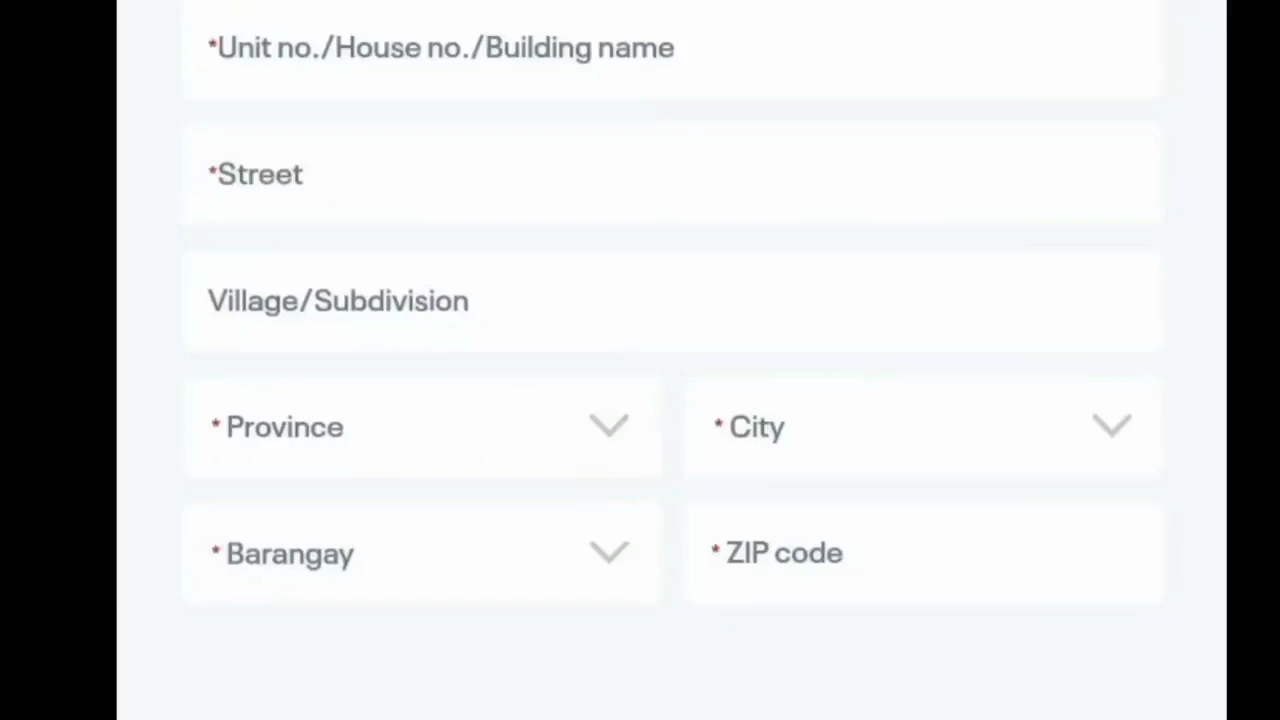 *Unit no./House no./Building name
*Street
Village/Subdivision
* Province
* City
* Barangay
* ZIP code